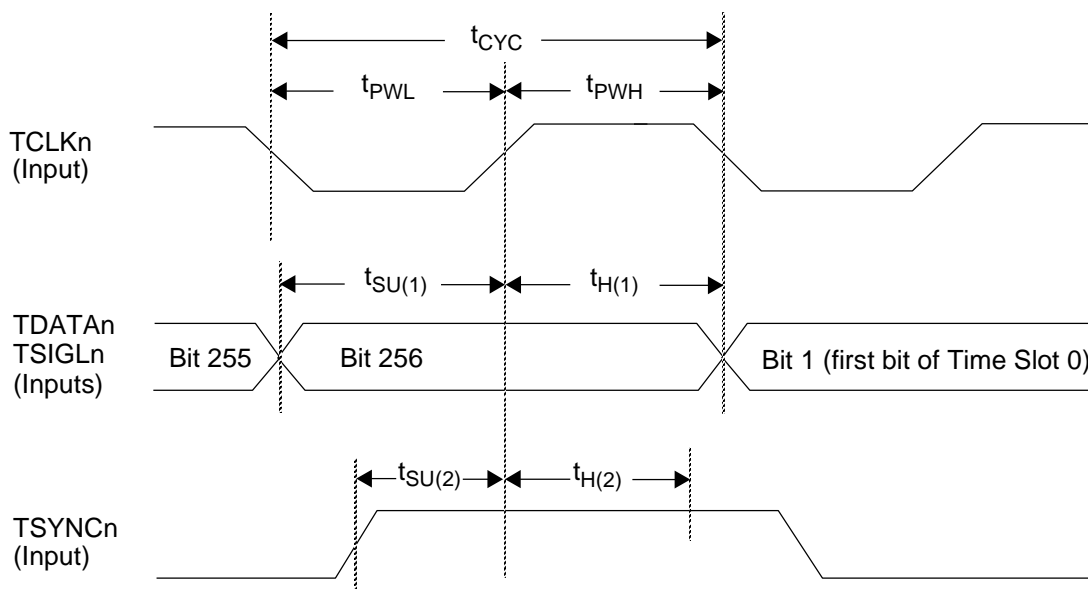 tCYC
tPWL tPWH
TCLKn
(Input)
tSU(1) tH(1)
TDATAn
TSIGLn
(Inputs)
Bit 255 Bit 256 Bit 1 (first bit of Time Slot 0)
tSU(2) tH(2)
TSYNCn
(Input)